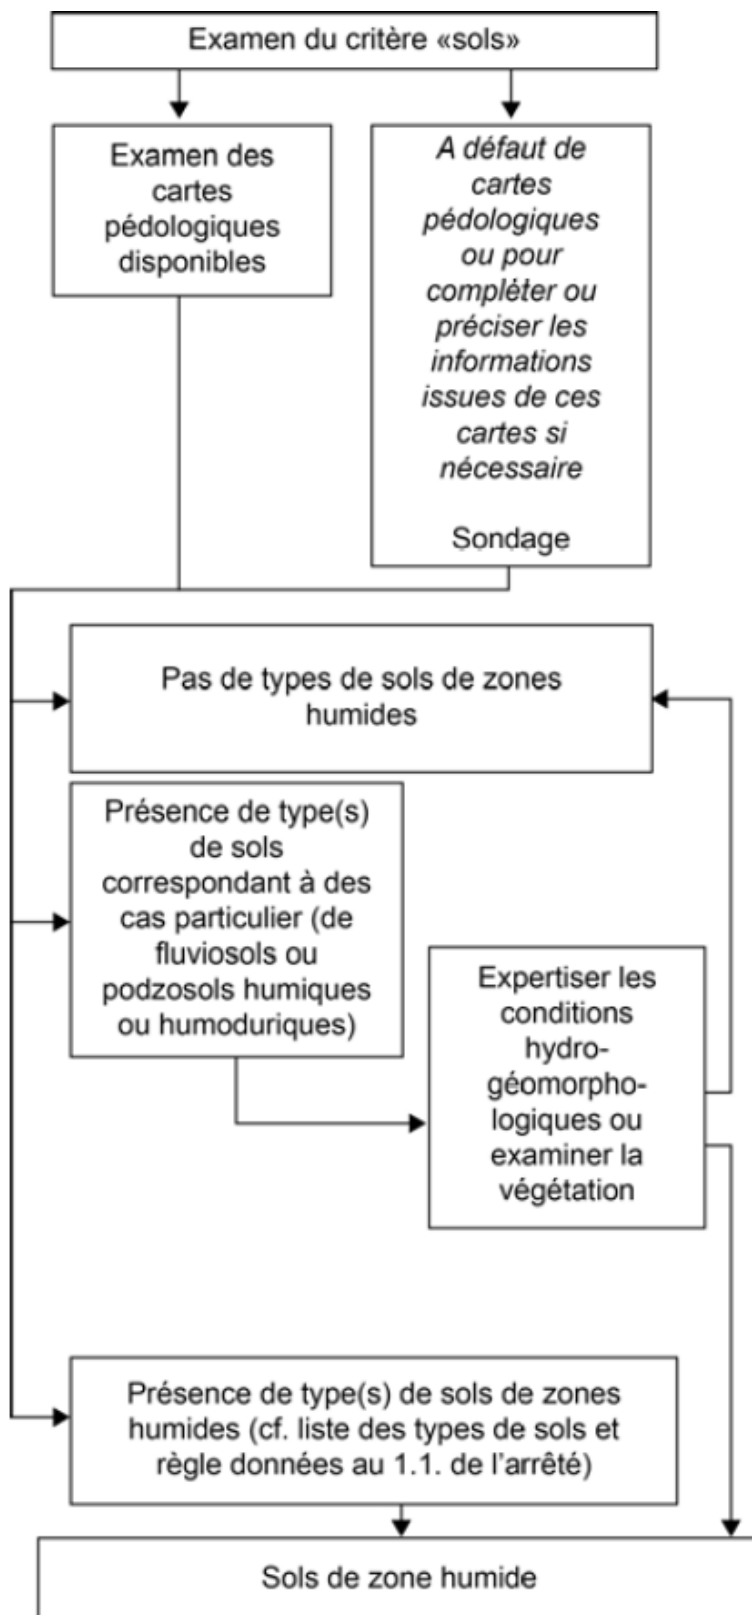 Examen du critère «sols»
Examen des
cartes
pédologiques
disponibles
A défaut de
cartes
pédologiques
ou pour
compléter ou
préciser les
informations
issues de ces
cartes si
nécessaire
Sondage
Pas de types de sols de zones
humides
Présence de type(s)
de sols
correspondant à des
cas particulier (de
fluviosols ou
podzosols humiques
ou humoduriques)
Expertiser les
conditions
hydro-
géomorpho-
logiques ou
examiner la
végétation
Présence de type(s) de sols de zones
humides (cf. liste des types de sols et
règle données au 1.1. de l'arrêté)
Sols de zone humide